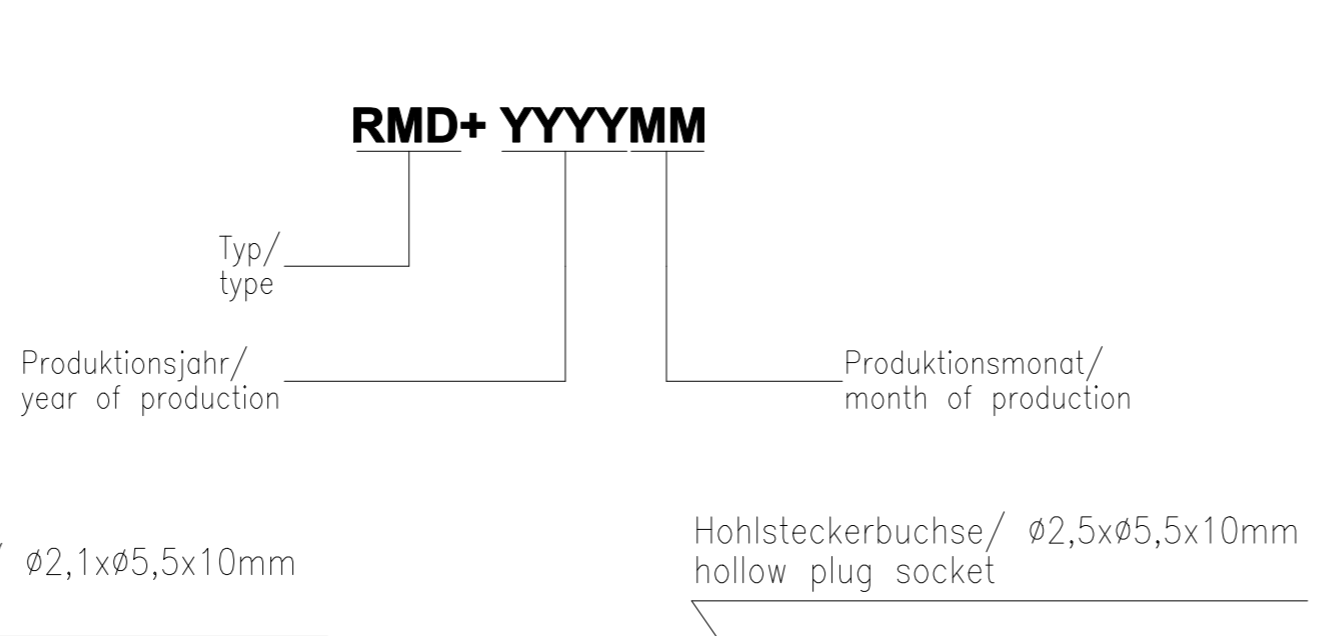 RMD+ YYYYMM
Typ/
type
Produktionsjahr/
year of production
Produktionsmonat/
month of production
/ ø2,1xø5,5x10mm
Hohlsteckerbuchse/ ø2,5xø5,5x10mm
hollow plug socket